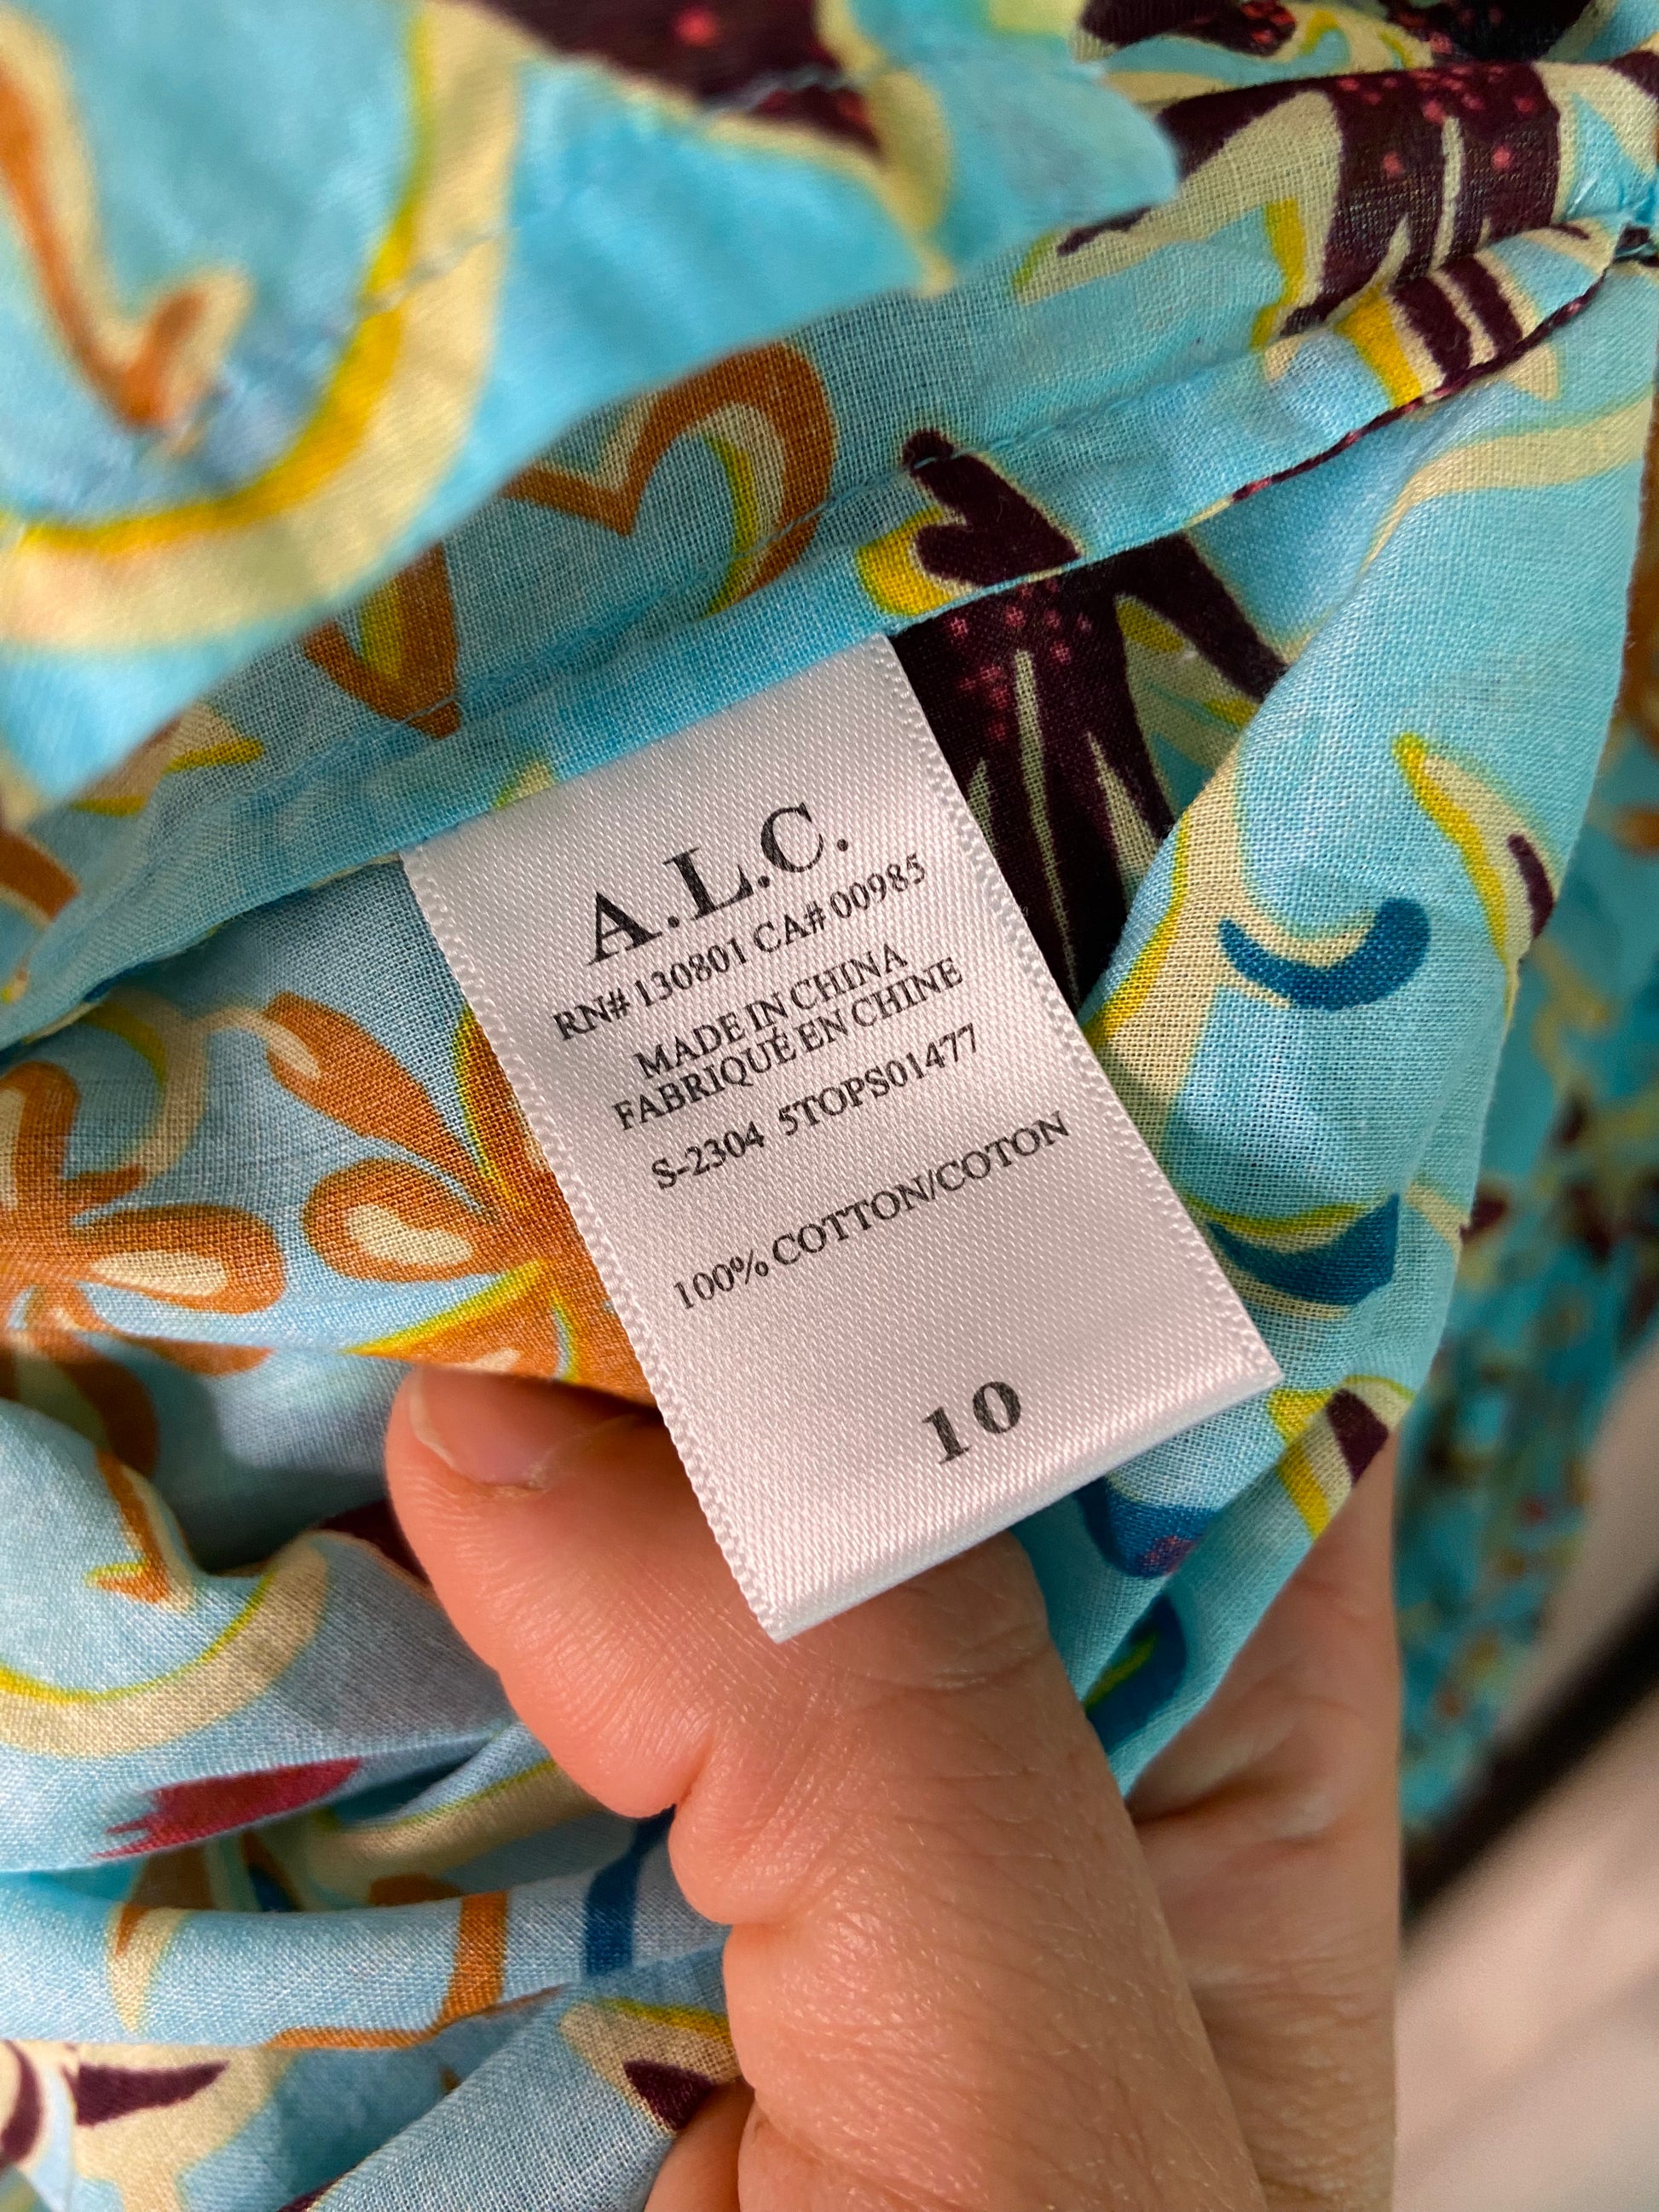 A.L.C.
RN# 130801 CA# 00985
MADE IN CHINA
FABRIQUÉ EN CHINE
S-2304 5TOPS01477
100% COTTON/COTON
10